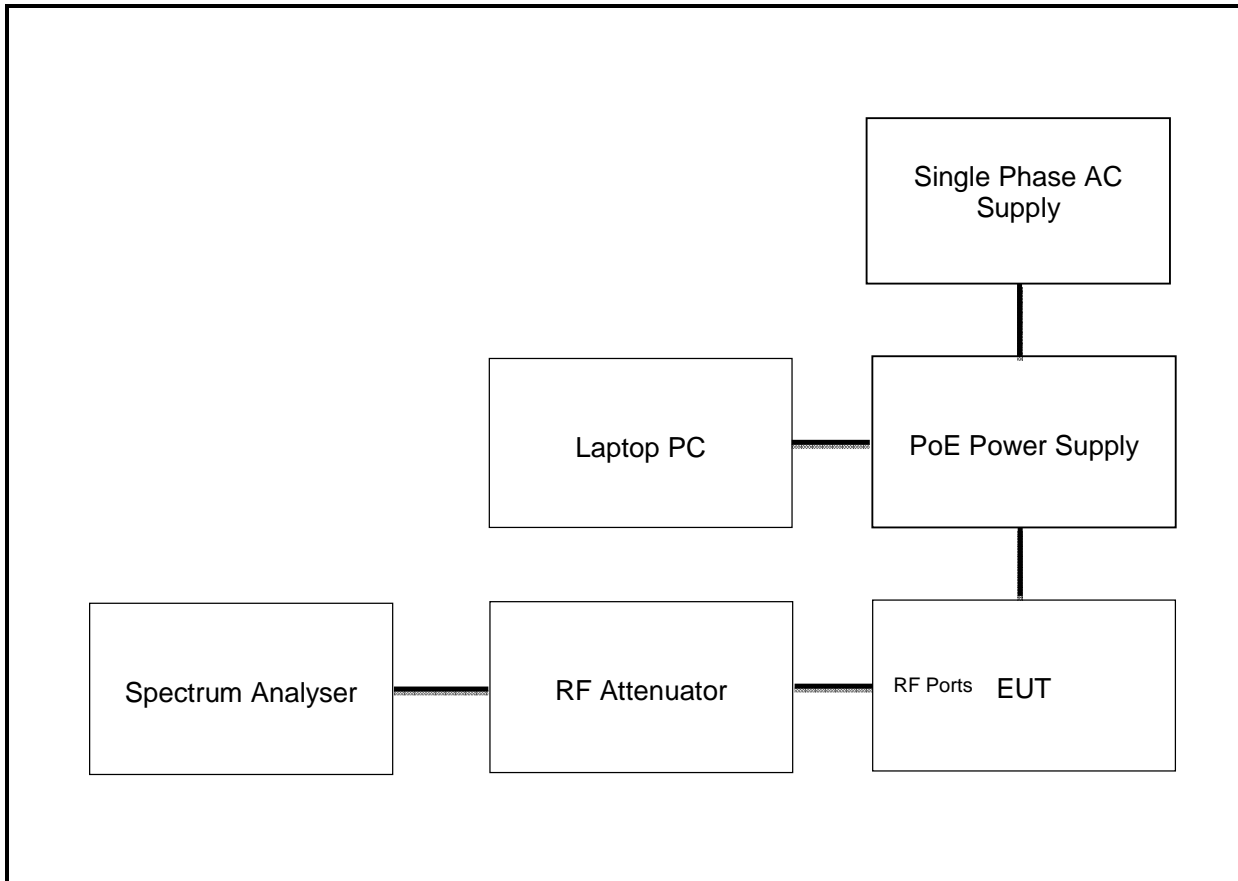 Single Phase AC
Supply
Laptop PC
PoE Power Supply
Spectrum Analyser
RF Attenuator
RF Ports
EUT